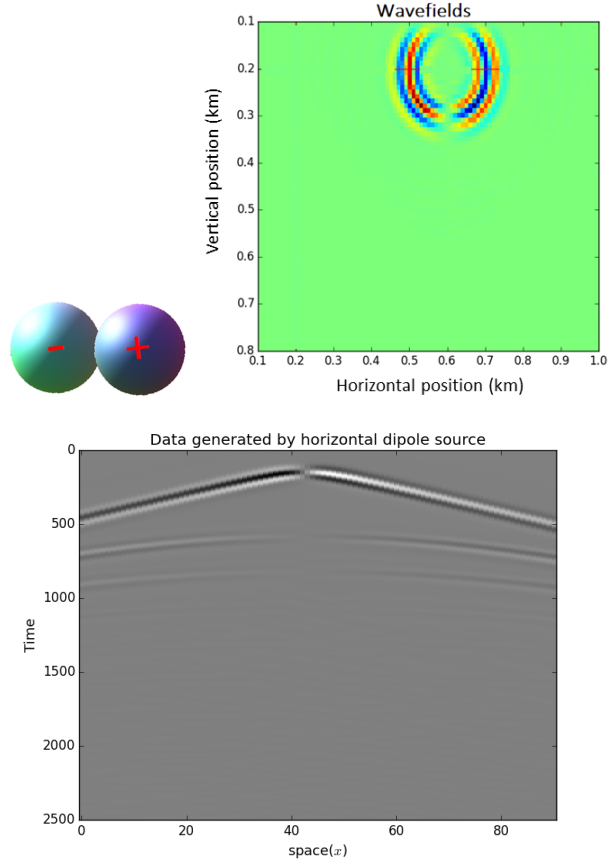 Wavefields
Vertical position (km)
0.1
0.2
0.3
0.4
0.5
0.6
0.7
0.8
0.1 0.2 0.3 0.4 0.5 0.6 0.7 0.8 0.9 1.0
Horizontal position (km)
- +
Data generated by horizontal dipole source
Time
0
500
1000
1500
2000
2500
0 20 40 60 80
space(x)